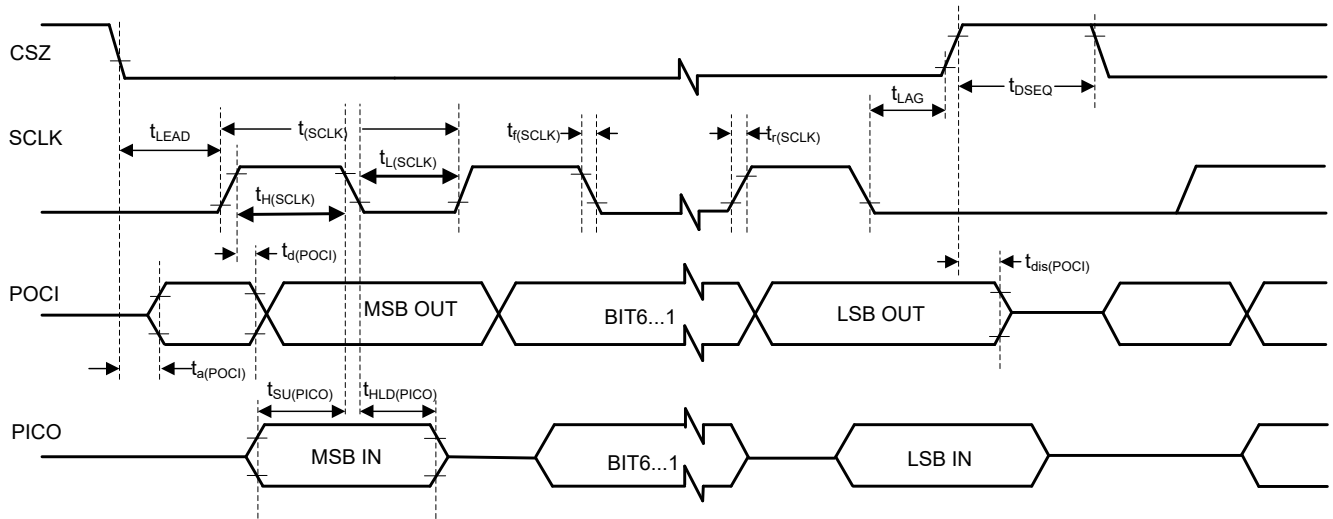 CSZ
tLAG
tDSEQ
SCLK
tLEAD
t(SCLK)
tf(SCLK)
tr(SCLK)
tL(SCLK)
tH(SCLK)
td(POCI)
tdis(POCI)
POCI
MSB OUT
BIT6...1
LSB OUT
ta(POCI)
tSU(PICO)
tHLD(PICO)
PICO
MSB IN
BIT6...1
LSB IN